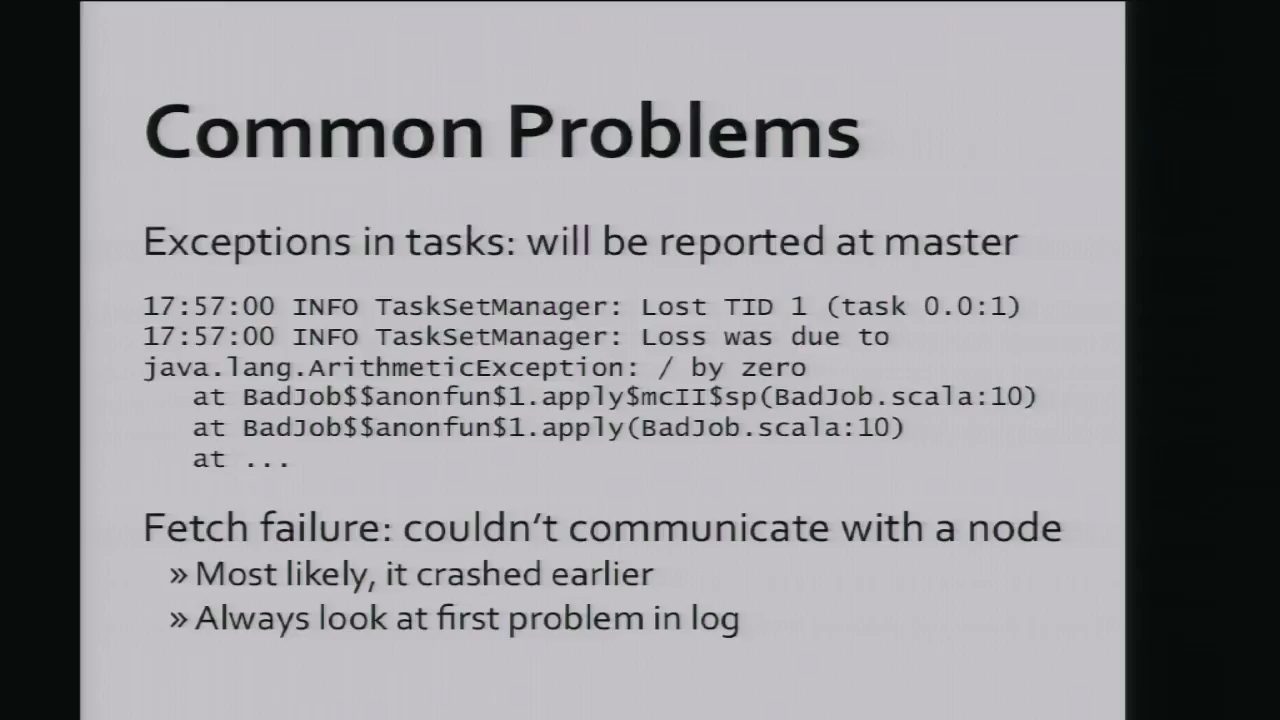 Common Problems
Exceptions in tasks: will be reported at master
17:57:00 INFO TaskSetManager: Lost TID 1 (task 0.0:1)
17:57:00 INFO TaskSetManager: Loss was due to
java.lang.ArithmeticException: / by zero
at BadJob$$anonfun$1.apply$mcII$sp(BadJob.scala:10)
at BadJob$$anonfun$1.apply(BadJob.scala:10)
at ...
Fetch failure: couldn't communicate with a node
» Most likely, it crashed earlier
» Always look at first problem in log